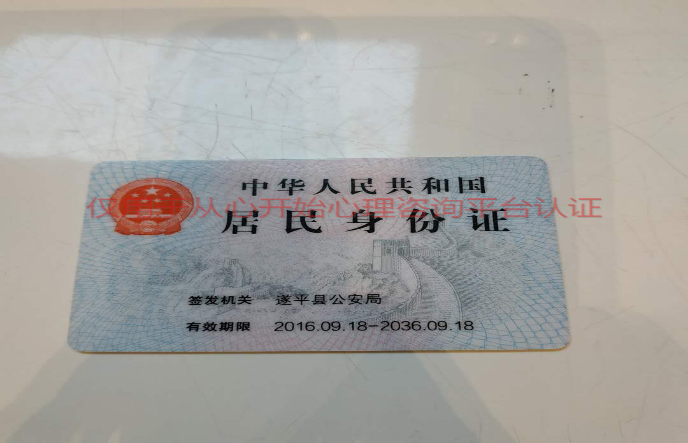 中华人民共和国
仅用于从心开始心理咨询平台认证
居民身份证
签发机关 遂平县公安局
有效期限 2016.09.18-2036.09.18